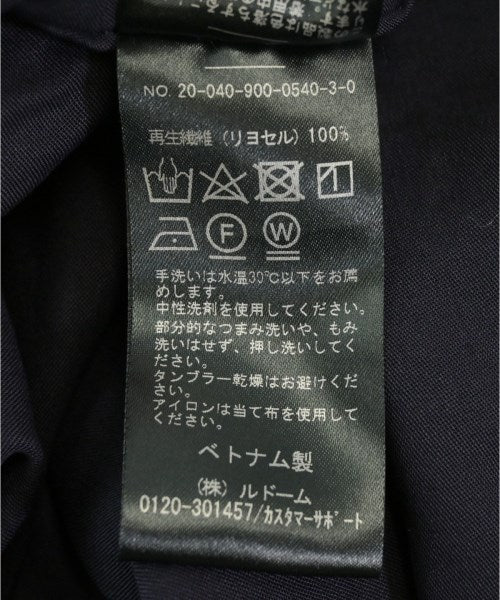 NO. 20-040-900-0540-3-0
再生繊維 (リヨセル) 100%
F W
手洗いは水温30℃以下をお薦
めします。
中性洗剤を使用してください。
部分的なつまみ洗いや、もみ
洗いはせず、押し洗いしてく
ださい。
タンブラー乾燥はお避けくだ
さい。
アイロンは当て布を使用して
ください。
ベトナム製
(株) ルドーム
0120-301457/カスタマーサポート